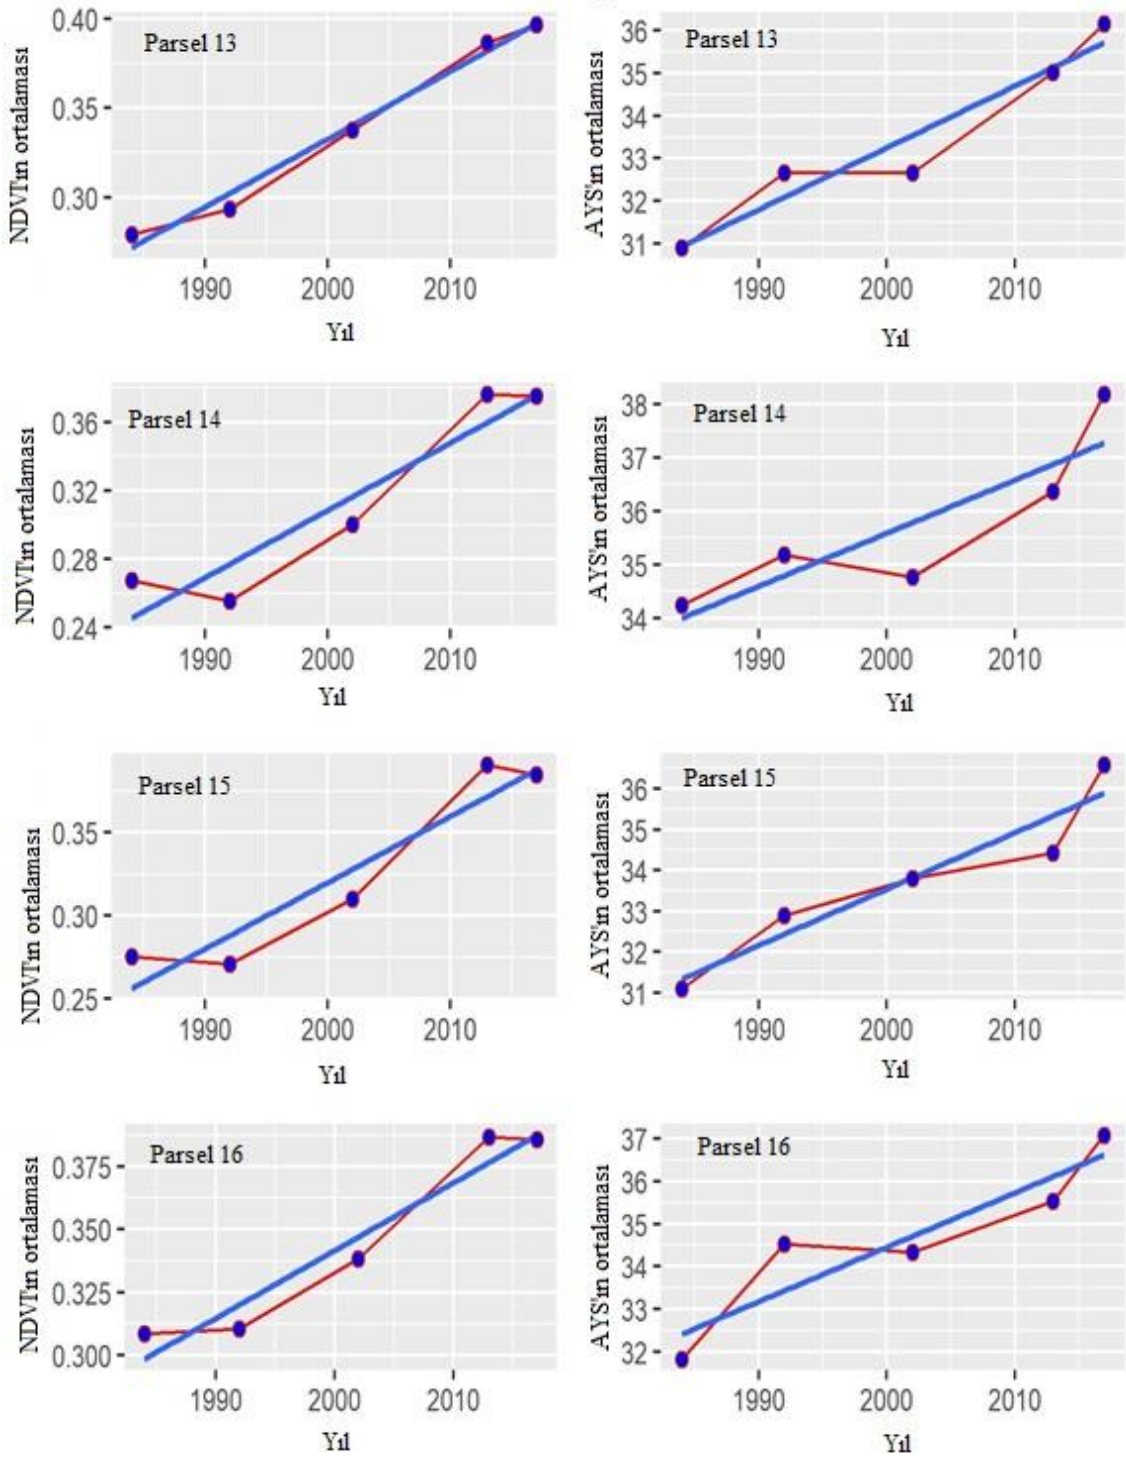 NDVI'ın ortalaması
0.40
0.35
0.30
Parsel 13
1990 2000 2010
Yıl
AYS'ın ortalaması
36
35
34
33
32
31
Parsel 13
1990 2000 2010
Yıl
NDVI'ın ortalaması
0.36
0.32
0.28
0.24
Parsel 14
1990 2000 2010
Yıl
AYS'ın ortalaması
38
37
36
35
34
Parsel 14
1990 2000 2010
Yıl
NDVI'ın ortalaması
0.35
0.30
0.25
Parsel 15
1990 2000 2010
Yıl
AYS'ın ortalaması
36
35
34
33
32
31
Parsel 15
1990 2000 2010
Yıl
NDVI'ın ortalaması
0.375
0.350
0.325
0.300
Parsel 16
1990 2000 2010
Yıl
AYS'ın ortalaması
37
36
35
34
33
32
Parsel 16
1990 2000 2010
Yıl